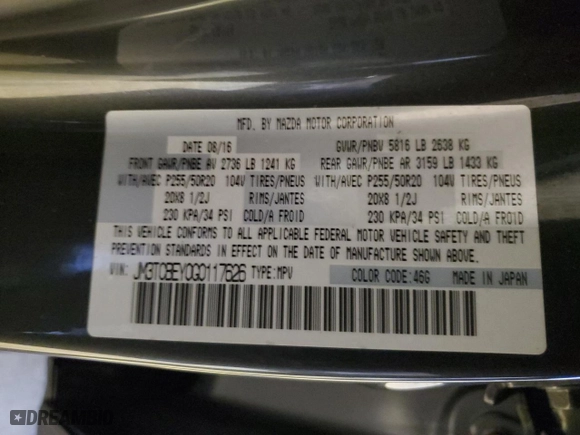 MFD. BY MAZDA MOTOR CORPORATION
DATE 08/16 GVWR/PNBV 5816 LB 2638 KG
FRONT GAWR/PNBE AV 2736 LB 1241 KG REAR GAWR/PNBE AR 3159 LB 1433 KG
WITH/AVEC P255/50R20 104V TIRES/PNEUS WITH/AVEC P255/50R20 104V TIRES/PNEUS
20X8 1/2J RIMS/JANTES 20X8 1/2J RIMS/JANTES
230 KPA/34 PSI COLD/A FROID 230 KPA/34 PSI COLD/A FROID
THIS VEHICLE CONFORMS TO ALL APPLICABLE FEDERAL MOTOR VEHICLE SAFETY AND THEFT
PREVENTION STANDARDS IN EFFECT ON THE DATE OF MANUFACTURE SHOWN ABOVE.
VIN: JM3TCBEY0G0117626 TYPE:MPV COLOR CODE:46G MADE IN JAPAN
DREAMBID